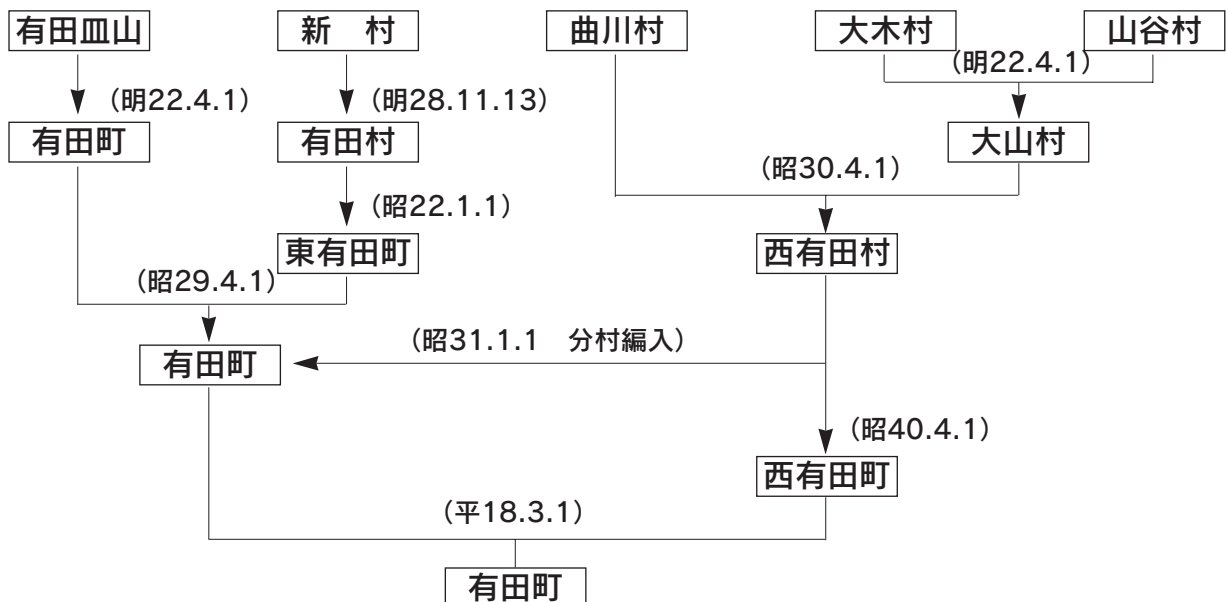 有田皿山
新　村
曲川村
大木村
山谷村
（明22.4.1）
（明28.11.13）
（明22.4.1）
有田町
有田村
大山村
（昭30.4.1）
（昭22.1.1）
東有田町
西有田村
（昭29.4.1）
（昭31.1.1　分村編入）
有田町
（昭40.4.1）
西有田町
（平18.3.1）
有田町